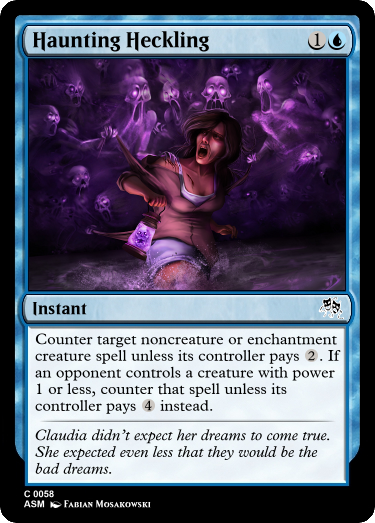 Haunting Heckling 1
Instant
Counter target noncreature or enchantment
creature spell unless its controller pays 2. If
an opponent controls a creature with power
1 or less, counter that spell unless its
controller pays 4 instead.
Claudia didn't expect her dreams to come true.
She expected even less that they would be the
bad dreams.
C 0058
ASM Fabian Mosakowski